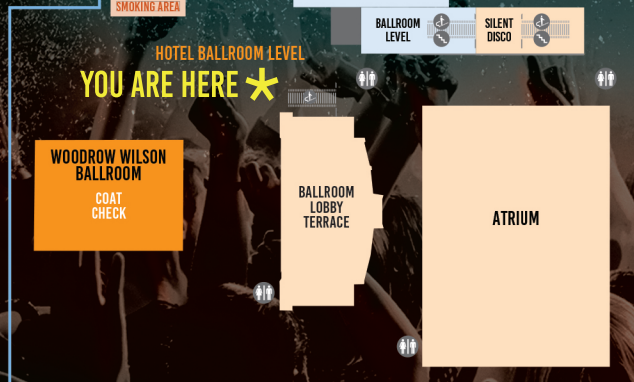 SMOKING AREA
BALLROOM
LEVEL
SILENT
DISCO
HOTEL BALLROOM LEVEL
YOU ARE HERE *
WOODROW WILSON
BALLROOM
COAT
CHECK
BALLROOM
LOBBY
TERRACE
ATRIUM